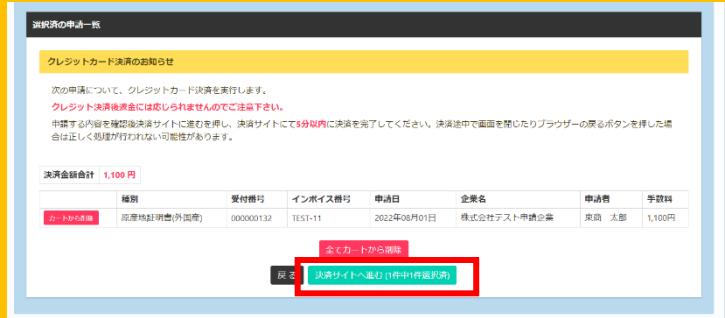 選択済の申請一覧
クレジットカード決済のお知らせ
次の申請について、クレジットカード決済を実行します。
クレジット決済後返金には応じられませんのでご注意下さい。
申請する内容を確認後決済サイトに進むを押し、決済サイトにて5分以内に決済を完了してください。決済途中で画面を閉じたりブラウザーの戻るボタンを押した場
合は正しく処理が行われない可能性があります。
決済金額合計 1,100 円
種別 受付番号 インボイス番号 申請日 企業名 申請者 手数料
カートから削除 原産地証明書(外国産) 000000132 TEST-11 2022年08月01日 株式会社テスト申請企業 東商 太郎 1,100円
全てカートから削除
戻る 決済サイトへ進む (1件中1件選択済)